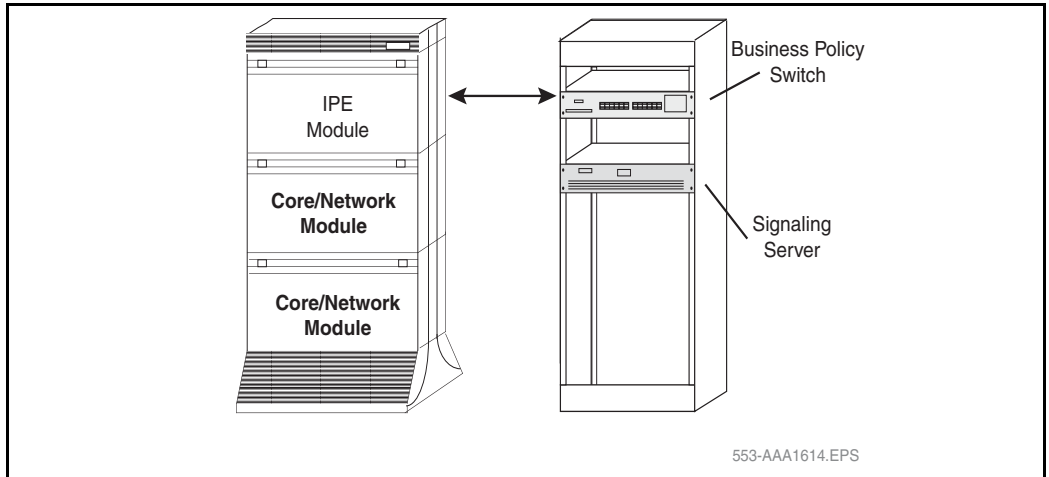 IPE
Module
Core/Network
Module
Core/Network
Module
Business Policy
Switch
Signaling
Server
553-AAA1614.EPS